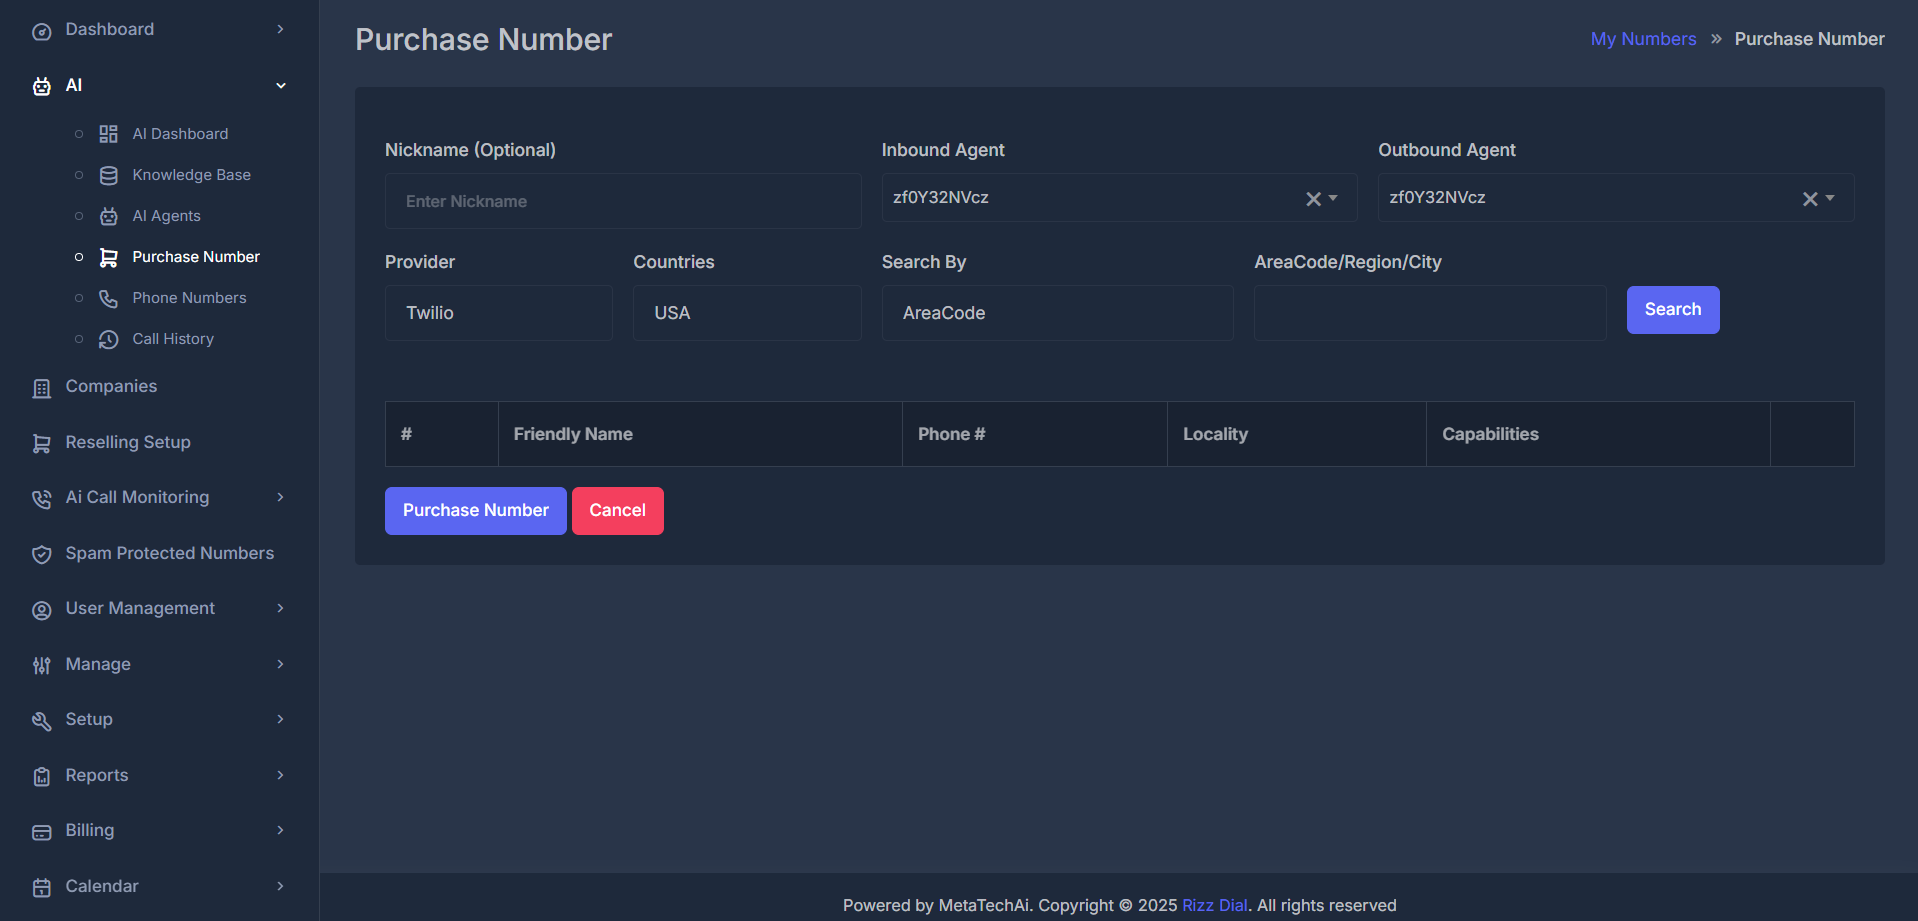 Dashboard
AI
AI Dashboard
Knowledge Base
AI Agents
Purchase Number
Phone Numbers
Call History
Companies
Reselling Setup
Ai Call Monitoring
Spam Protected Numbers
User Management
Manage
Setup
Reports
Billing
Calendar
Purchase Number
My Numbers » Purchase Number
Nickname (Optional)
Enter Nickname
Inbound Agent
zf0Y32NVcz
Outbound Agent
zf0Y32NVcz
Provider
Twilio
Countries
USA
Search By
AreaCode
AreaCode/Region/City
Search
# Friendly Name Phone # Locality Capabilities
Purchase Number Cancel
Powered by MetaTechAi. Copyright © 2025 Rizz Dial. All rights reserved